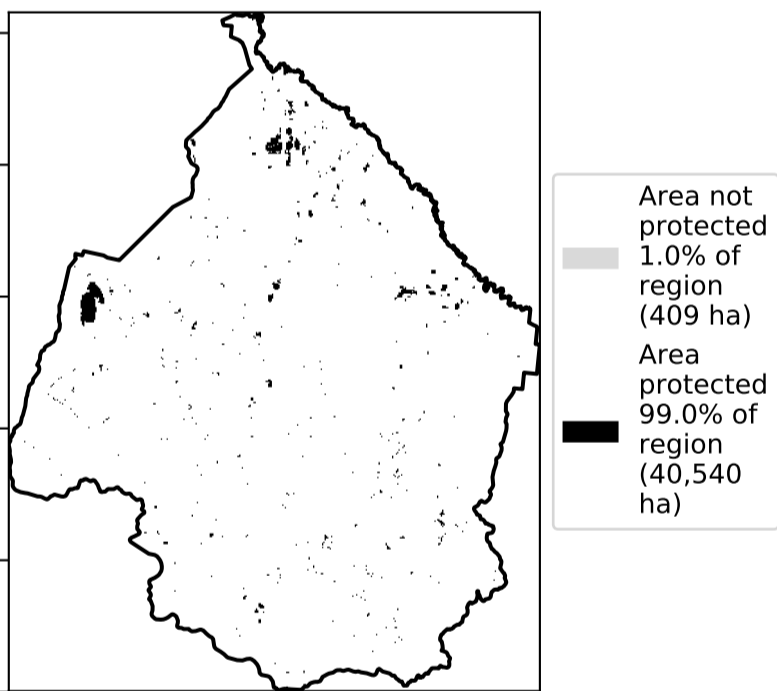 Area not
protected
1.0% of
region
(409 ha)
Area
protected
99.0% of
region
(40,540
ha)